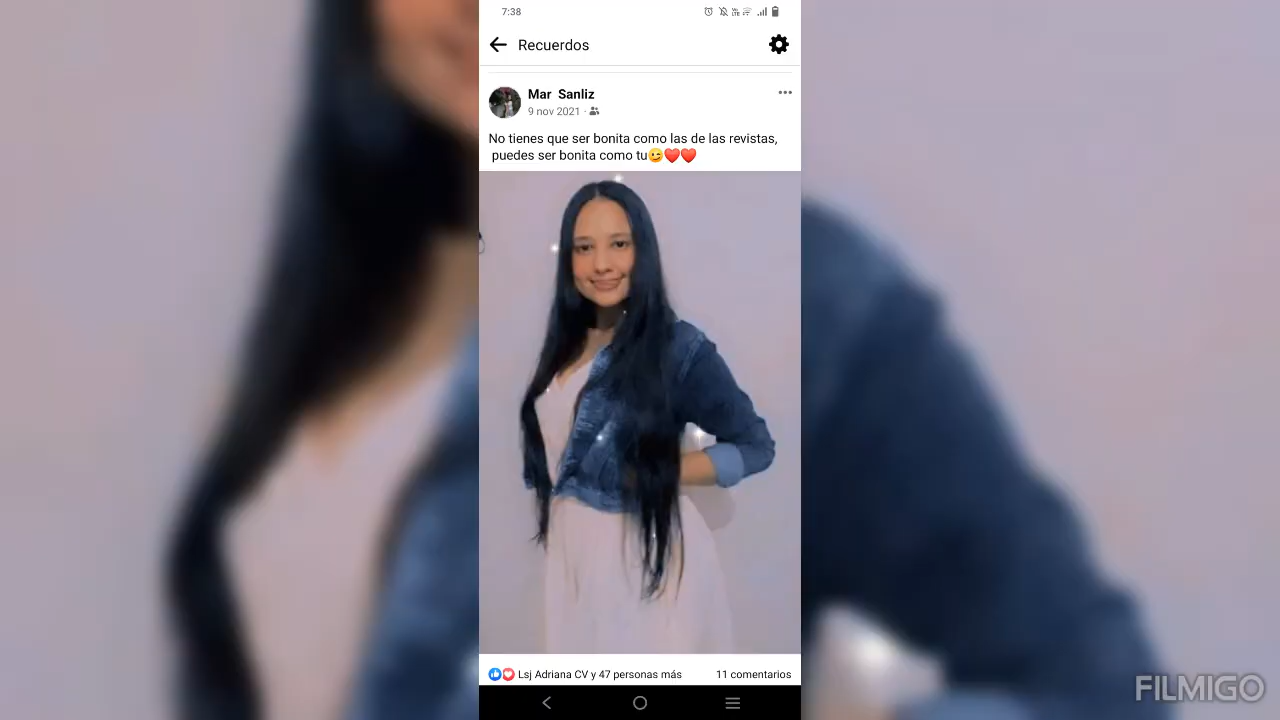 7:38
Recuerdos
Mar Sanliz
9 nov 2021
No tienes que ser bonita como las de las revistas,
puedes ser bonita como tu😉❤️❤️
Lsj Adriana CV y 47 personas más
11 comentarios
FILMIGO